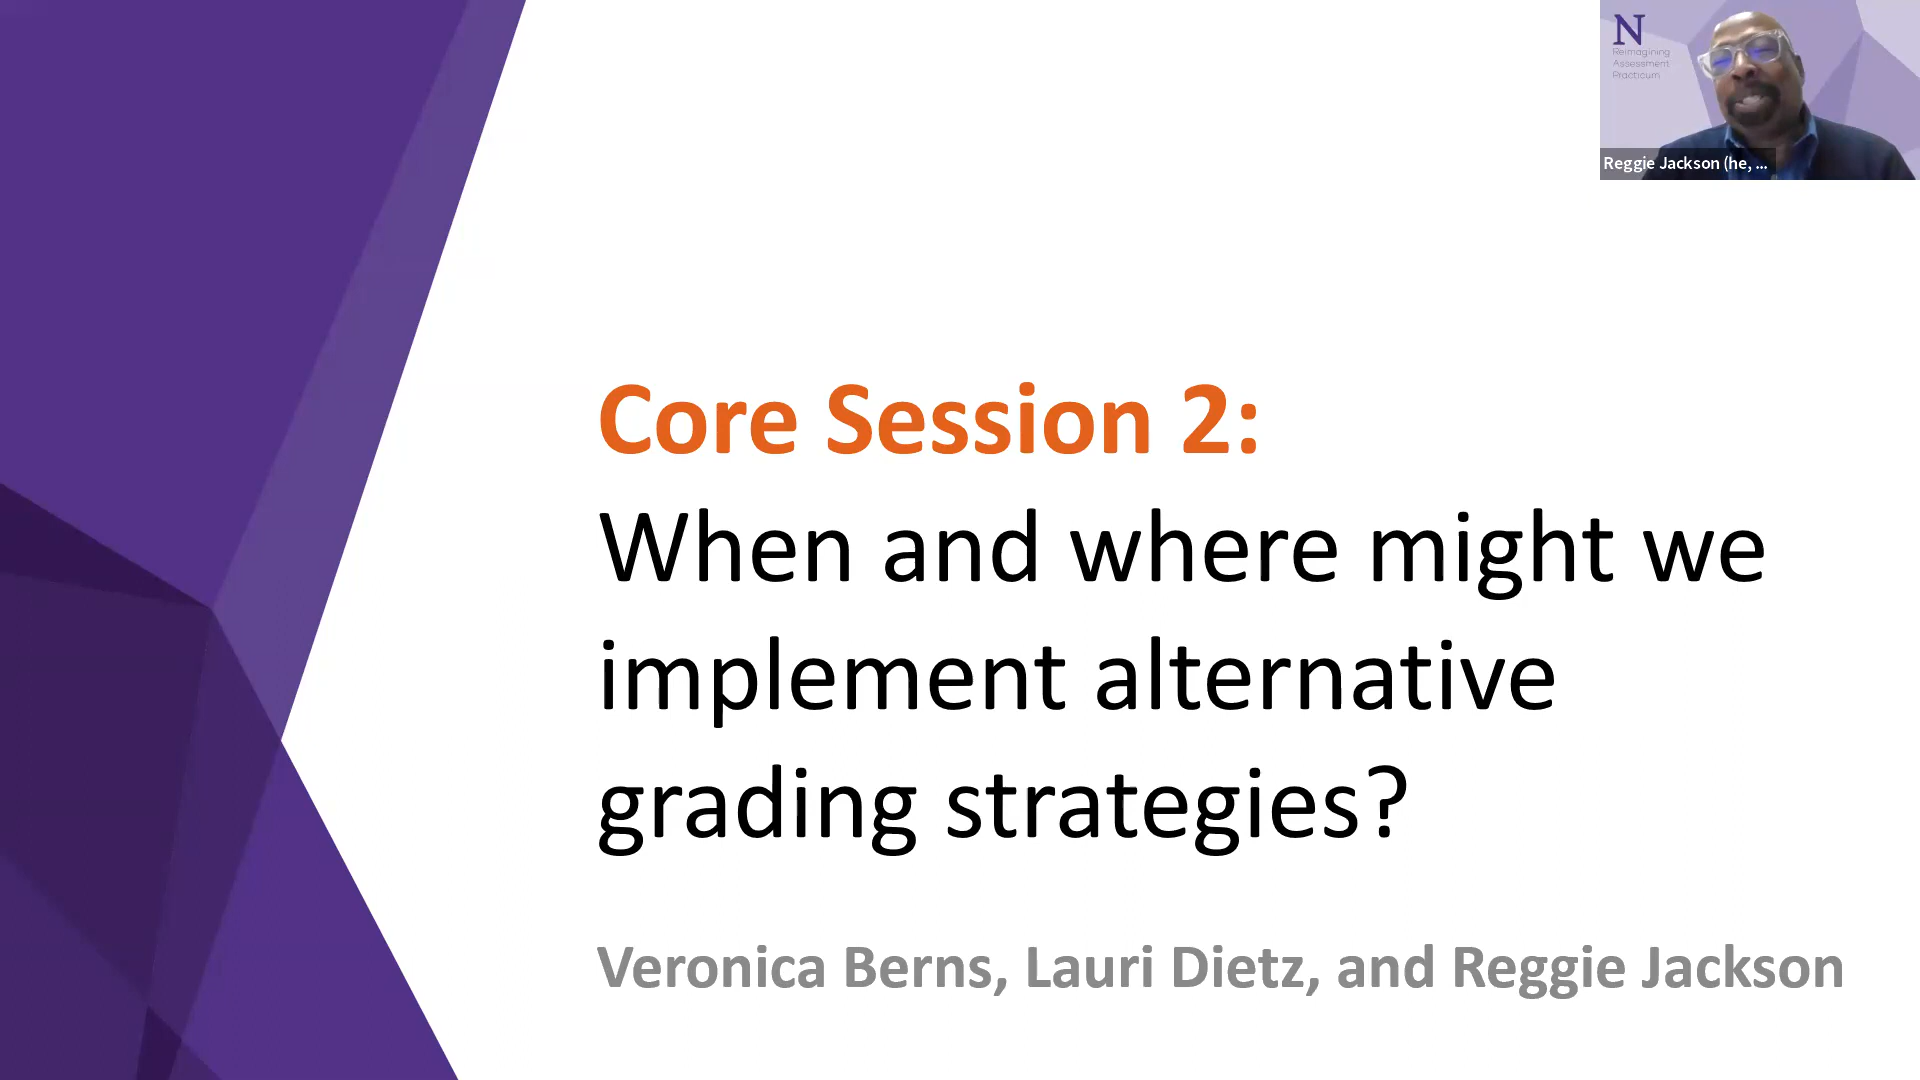 N
Reimagining
Assessment
Practicum
Reggie Jackson (he, ...
Core Session 2:
When and where might we
implement alternative
grading strategies?
Veronica Berns, Lauri Dietz, and Reggie Jackson